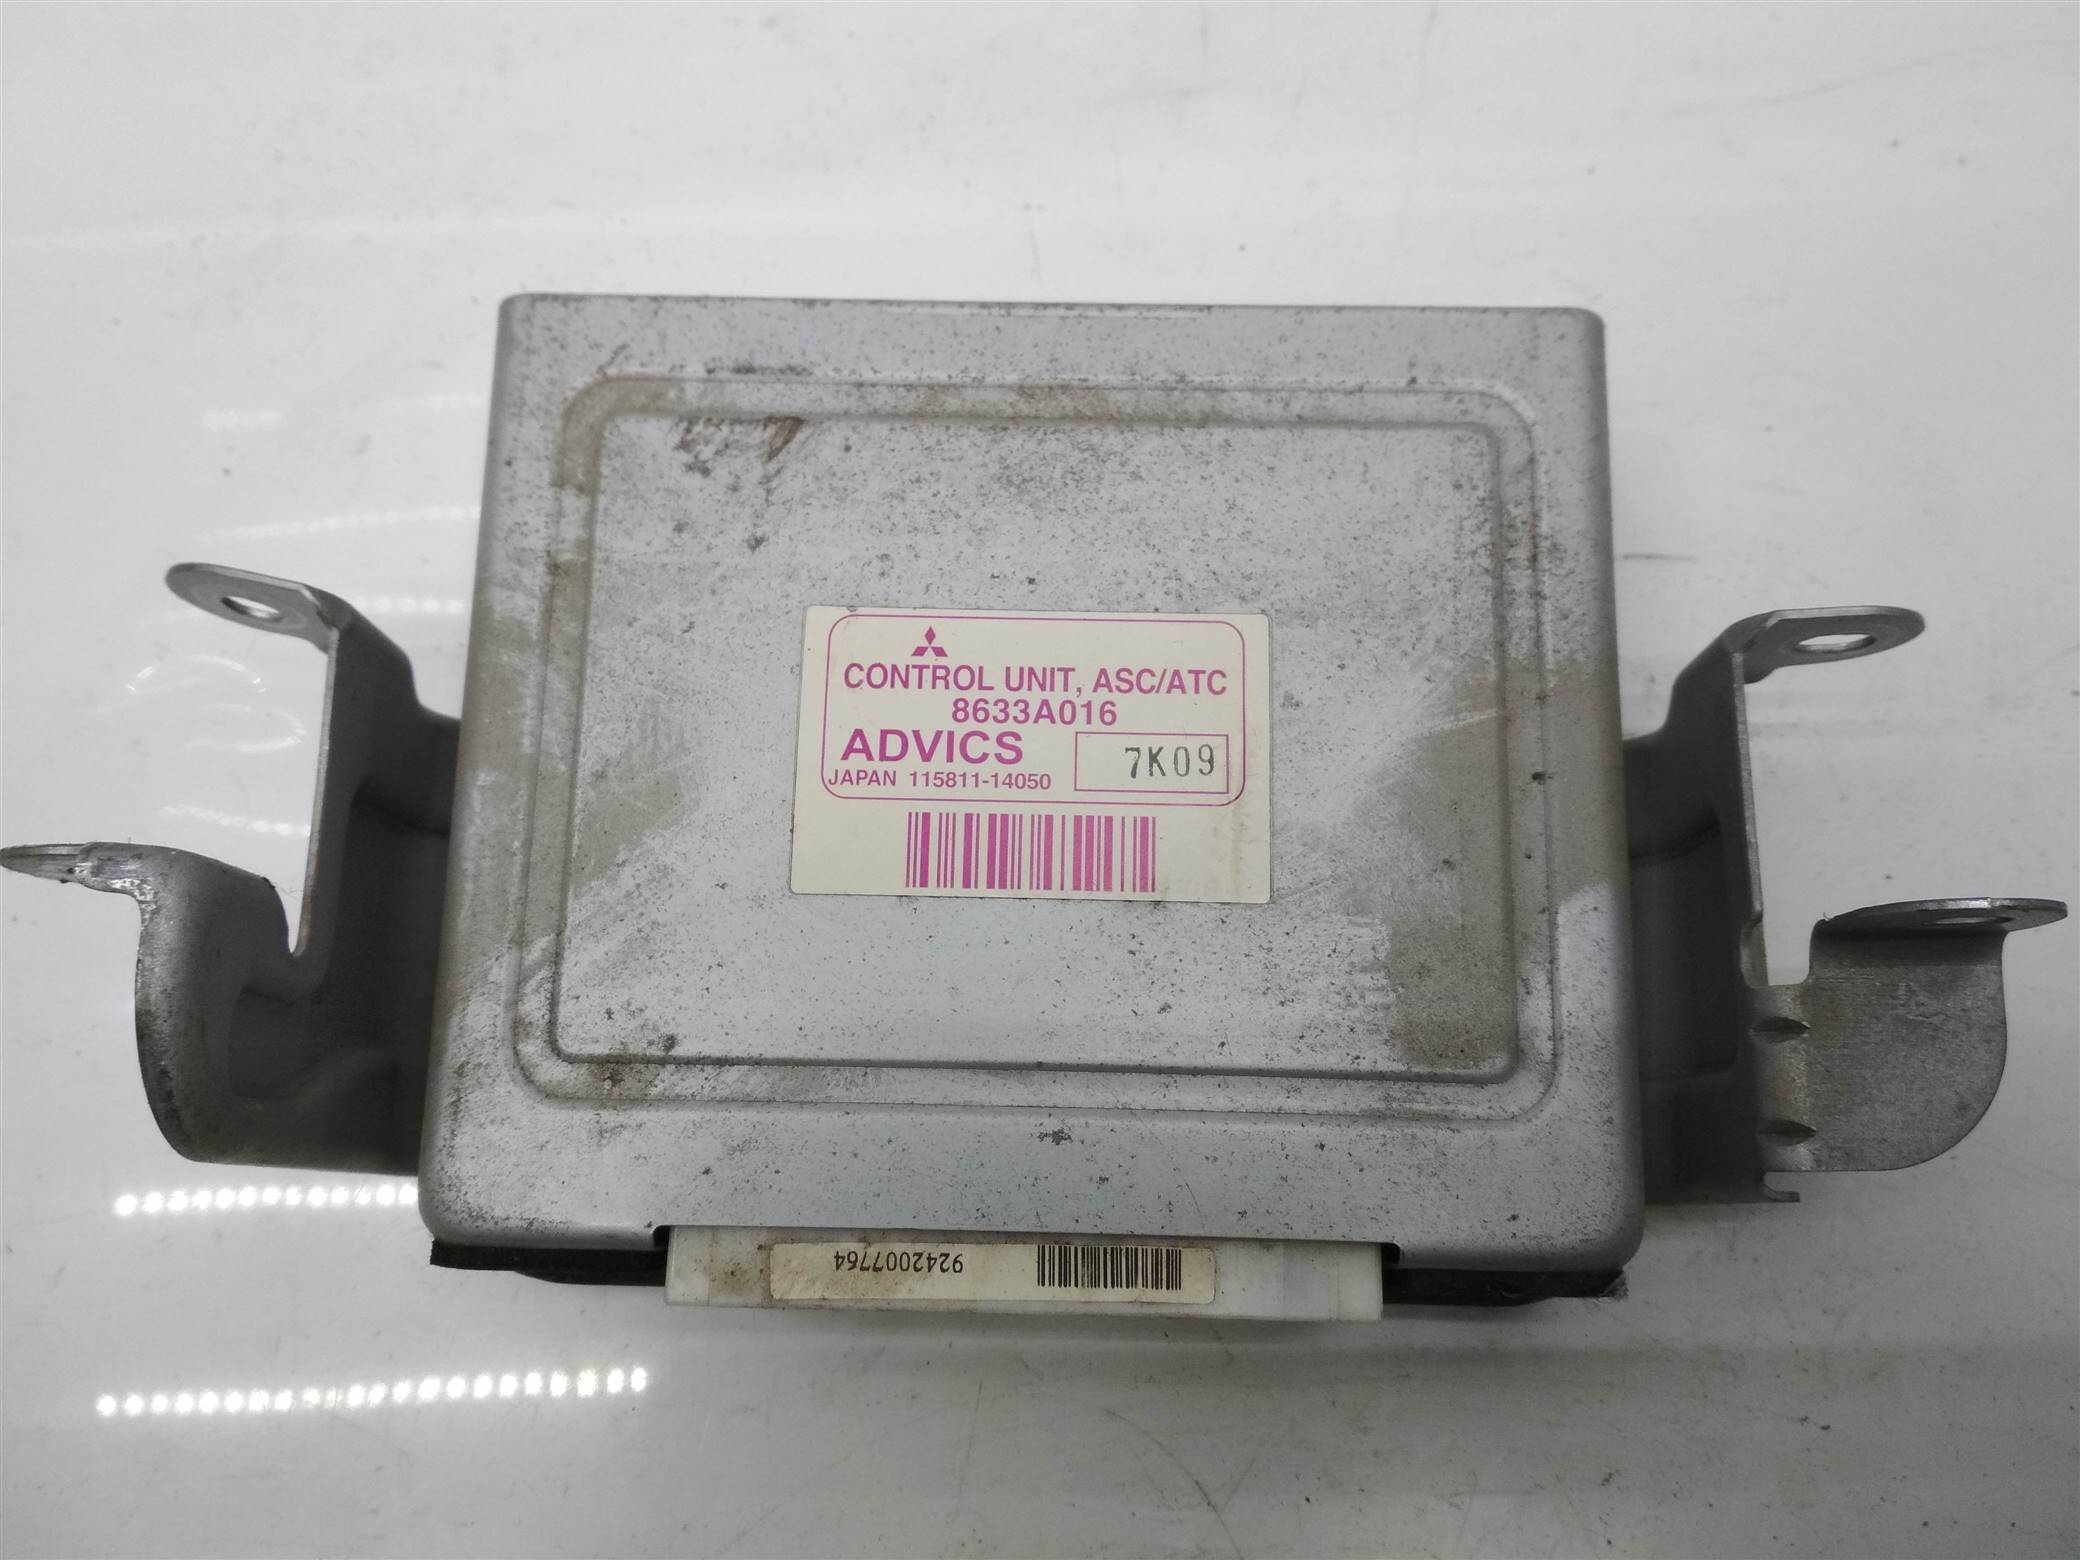 CONTROL UNIT, ASC/ATC
8633A016
ADVICS 7K09
JAPAN 115811-14050
9242007764